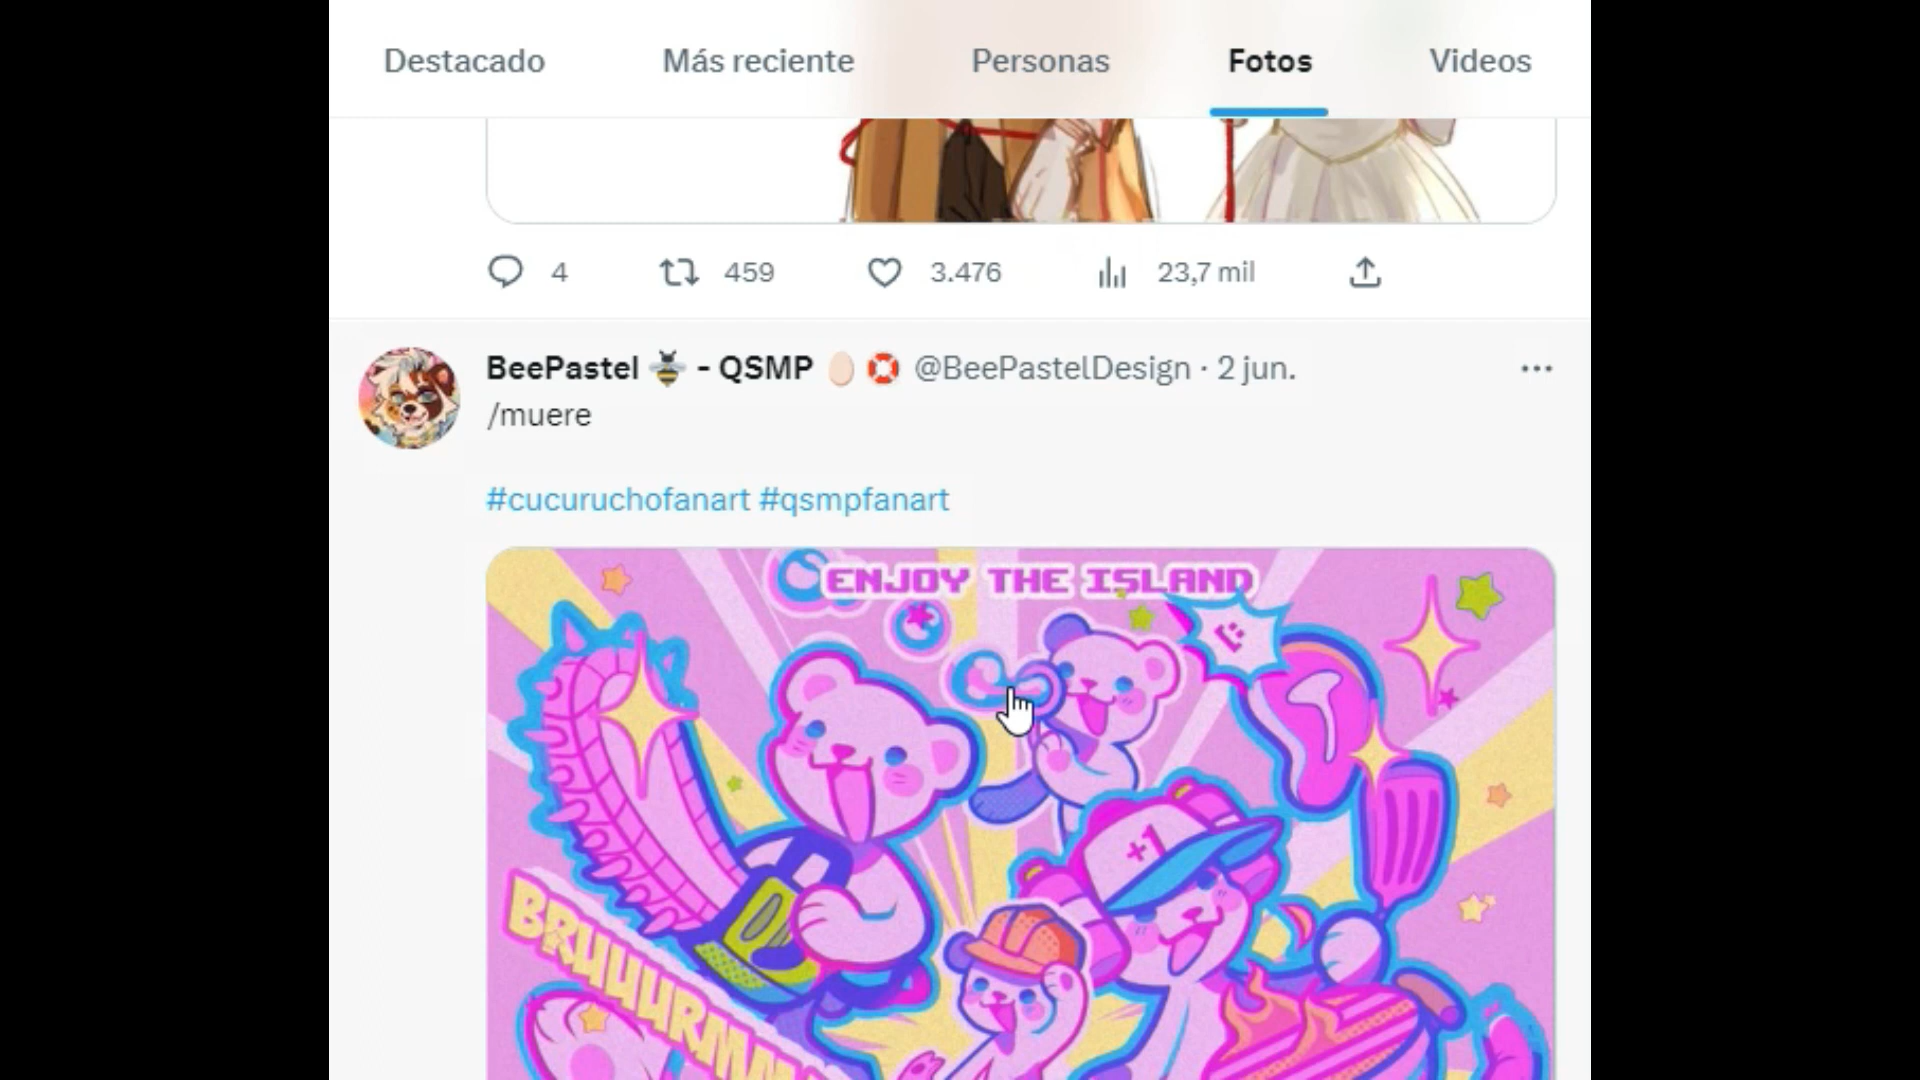 Destacado Más reciente Personas Fotos Videos
4 459 3.476 23,7 mil
BeePastel 🐝 - QSMP 🥚 🛟 @BeePastelDesign · 2 jun.
/muere
#cucuruchofanart #qsmpfanart
ENJOY THE ISLAND
:)
+1